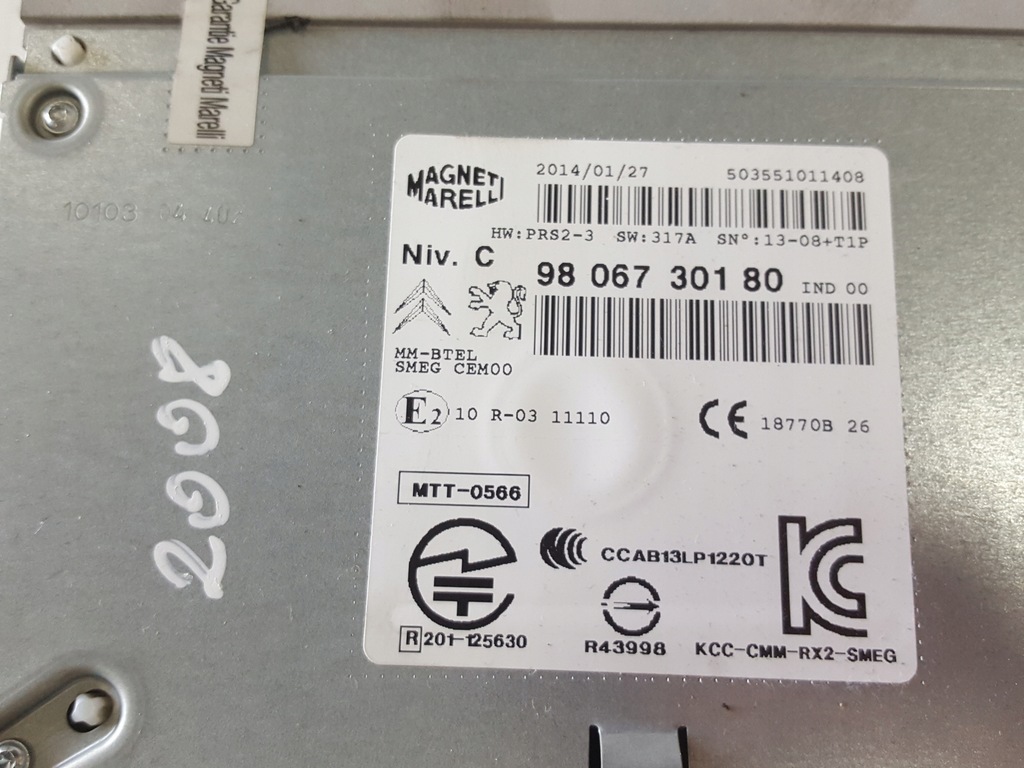 Garantie Magneti Marelli
10103 04
2008
MAGNETI
MARELLI
2014/01/27 503551011408
HW:PRS2-3 SW:317A SN°:13-08+T1P
Niv. C
98 067 301 80 IND 00
MM-BTEL
SMEG CEM00
E2 10 R-03 11110
CE 18770B 26
MTT-0566
CCAB13LP1220T
R 201-125630
R43998
KCC-CMM-RX2-SMEG